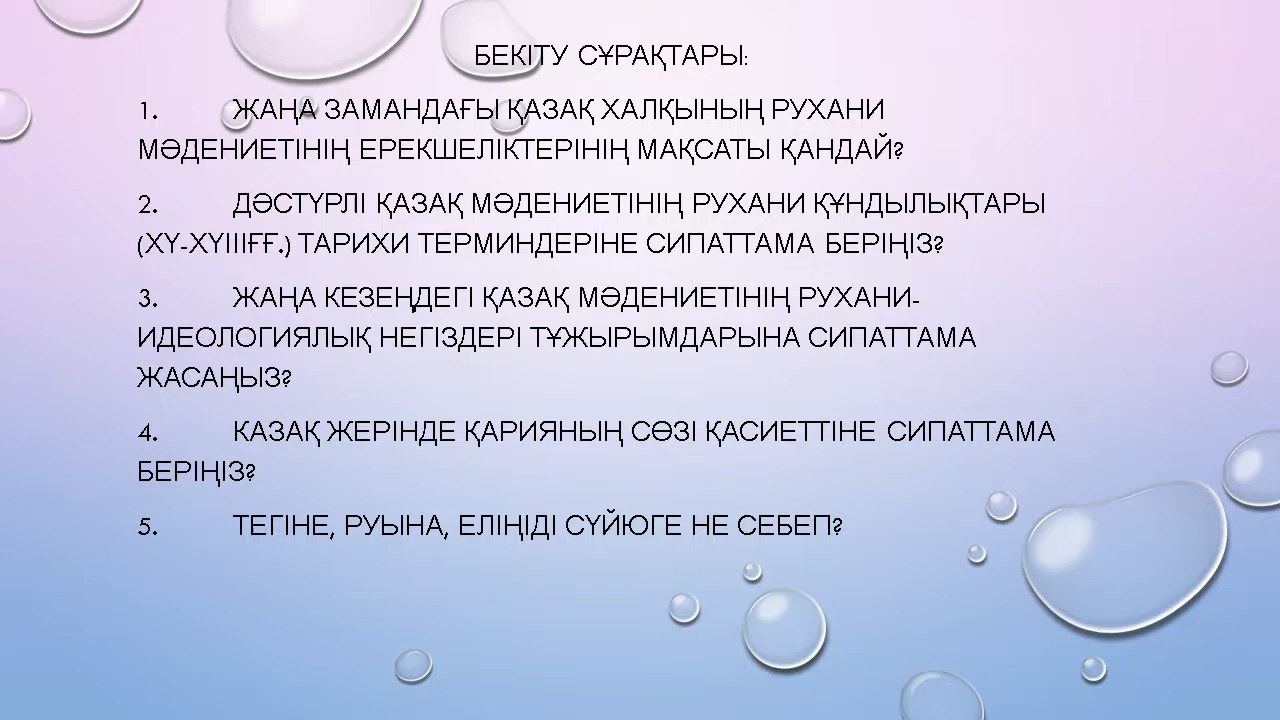 БЕКІТУ СҰРАҚТАРЫ:
1. ЖАҢА ЗАМАНДАҒЫ ҚАЗАҚ ХАЛҚЫНЫҢ РУХАНИ
МӘДЕНИЕТІНІҢ ЕРЕКШЕЛІКТЕРІНІҢ МАҚСАТЫ ҚАНДАЙ?
2. ДӘСТҮРЛІ ҚАЗАҚ МӘДЕНИЕТІНІҢ РУХАНИ ҚҰНДЫЛЫҚТАРЫ
(ХҮ-ХҮІІІҒҒ.) ТАРИХИ ТЕРМИНДЕРІНЕ СИПАТТАМА БЕРІҢІЗ?
3. ЖАҢА КЕЗЕҢДЕГІ ҚАЗАҚ МӘДЕНИЕТІНІҢ РУХАНИ-
ИДЕОЛОГИЯЛЫҚ НЕГІЗДЕРІ ТҰЖЫРЫМДАРЫНА СИПАТТАМА
ЖАСАҢЫЗ?
4. КАЗАҚ ЖЕРІНДЕ ҚАРИЯНЫҢ СӨЗІ ҚАСИЕТТІНЕ СИПАТТАМА
БЕРІҢІЗ?
5. ТЕГІНЕ, РУЫНА, ЕЛІҢІДІ СҮЙЮГЕ НЕ СЕБЕП?